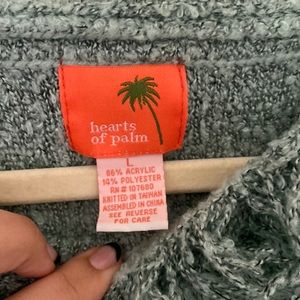 hearts
of palm
L
86% ACRYLIC
14% POLYESTER
RN# 107680
KNITTED IN TAIWAN
ASSEMBLED IN CHINA
SEE REVERSE
FOR CARE